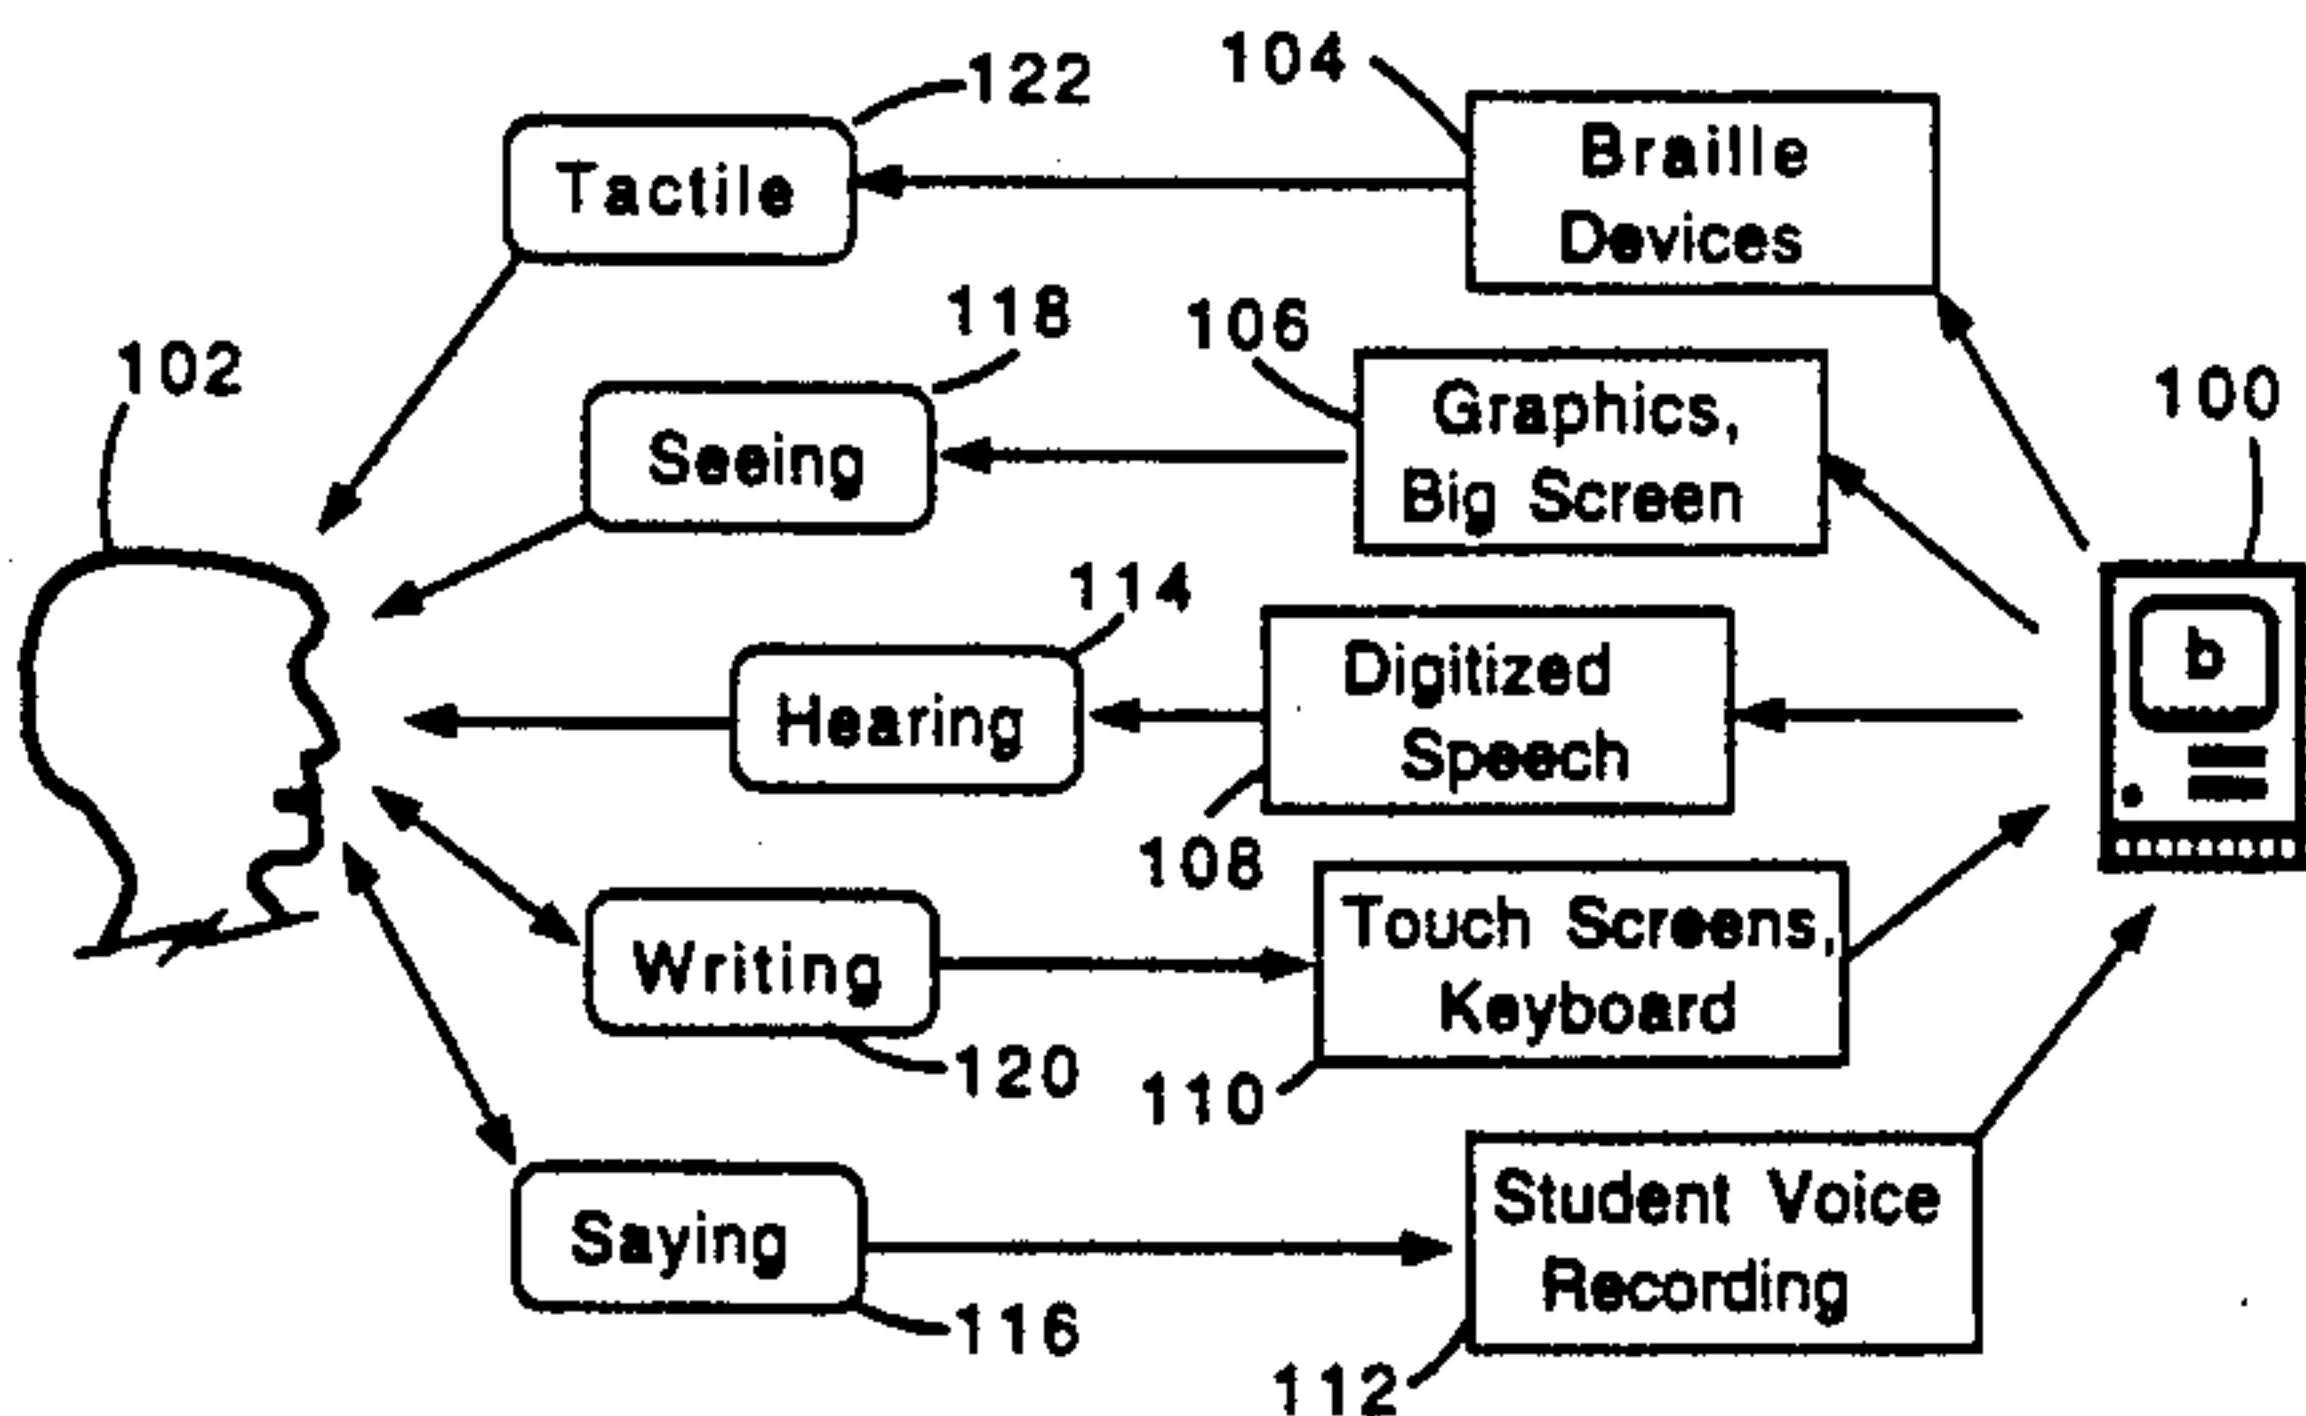 122
104
Tactile
Braille
Devices
102
118
106
100
Seeing
Graphics,
Big Screen
114
Hearing
Digitized
Speech
b
108
Writing
Touch Screens,
Keyboard
120
110
Saying
Student Voice
Recording
116
112